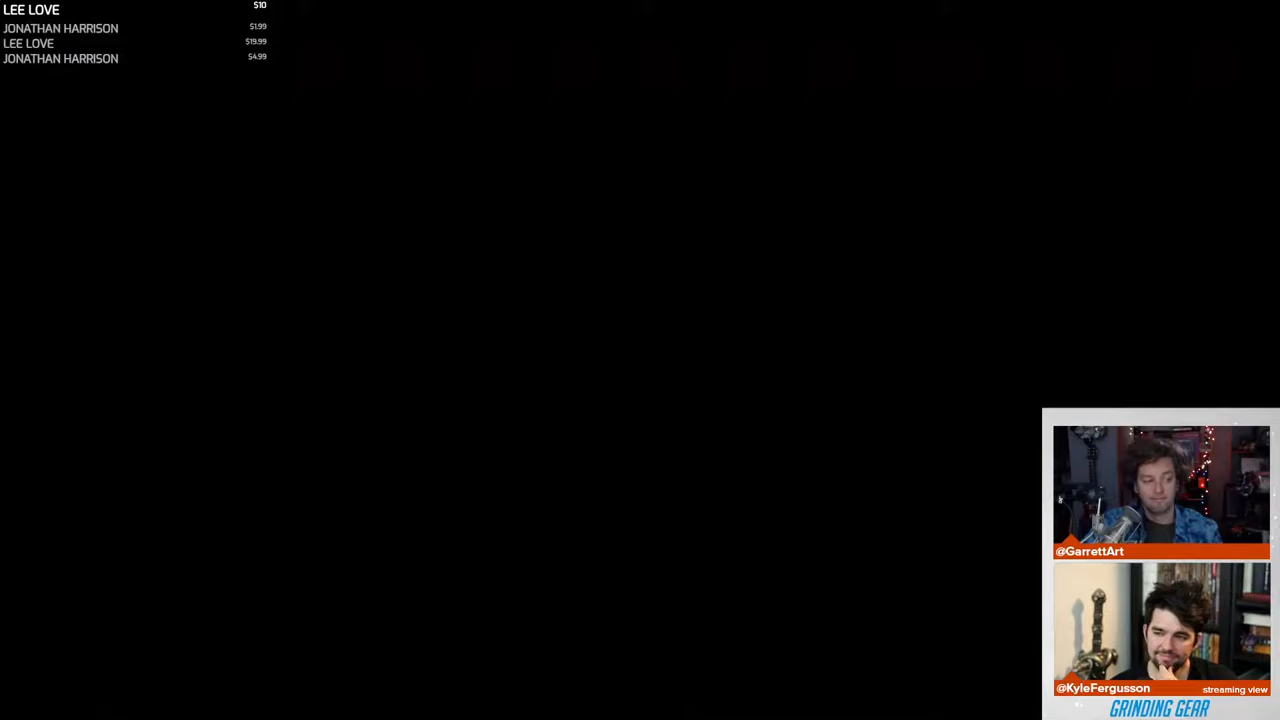 LEE LOVE $10
JONATHAN HARRISON $1.99
LEE LOVE $19.99
JONATHAN HARRISON $4.99
@GarrettArt
@KyleFergusson streaming view
GRINDING GEAR